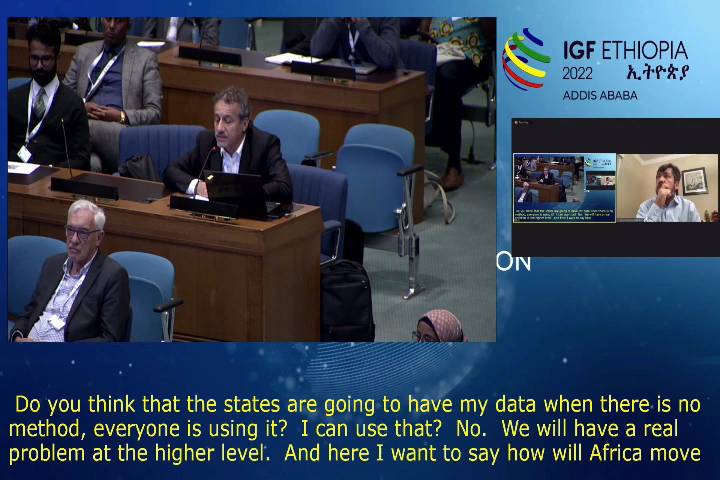 IGF ETHIOPIA
2022 ኢትዮጵያ
ADDIS ABABA
ON
Do you think that the states are going to have my data when there is no
method, everyone is using it?  I can use that?  No.  We will have a real
problem at the higher level.  And here I want to say how will Africa move